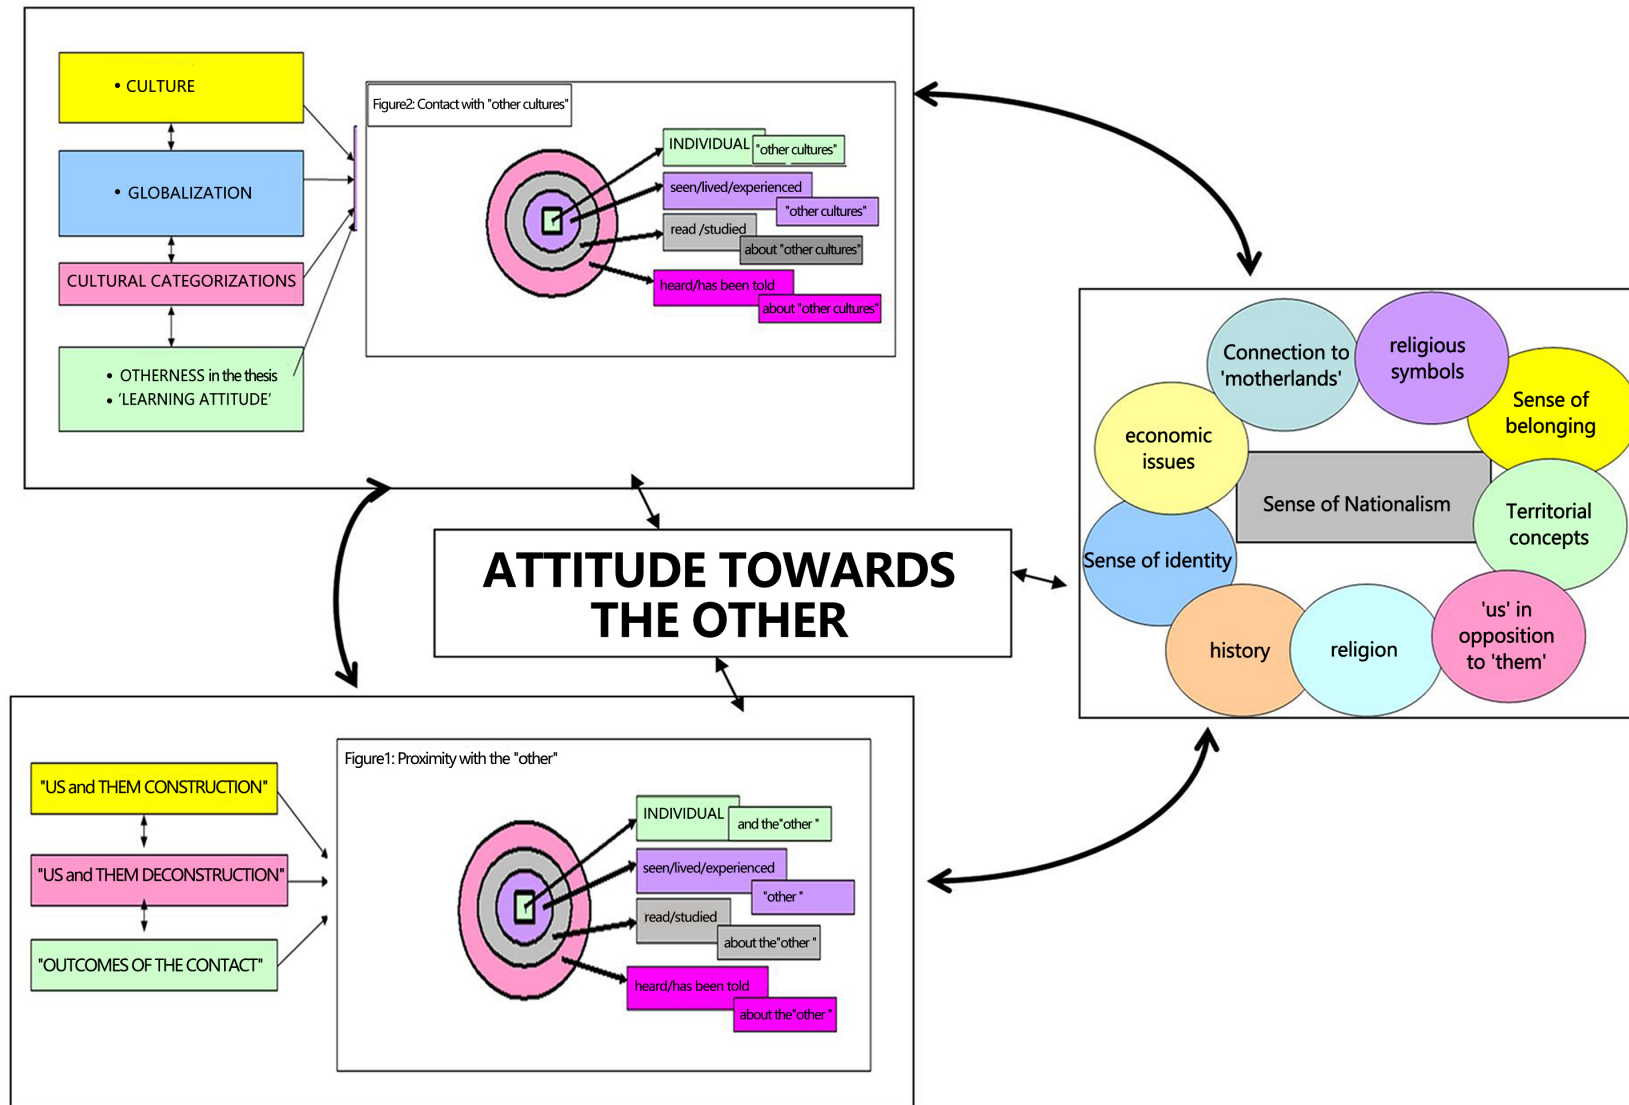 • CULTURE
• GLOBALIZATION
CULTURAL CATEGORIZATIONS
• OTHERNESS in the thesis
• ‘LEARNING ATTITUDE’
Figure2: Contact with "other cultures"
INDIVIDUAL
"other cultures"
seen/lived/experienced
"other cultures"
read /studied
about "other cultures"
heard/has been told
about "other cultures"
ATTITUDE TOWARDS
THE OTHER
Connection to
'motherlands'
religious
symbols
Sense of
belonging
economic
issues
Sense of Nationalism
Territorial
concepts
Sense of identity
history
religion
'us' in
opposition
to 'them'
"US and THEM CONSTRUCTION"
"US and THEM DECONSTRUCTION"
"OUTCOMES OF THE CONTACT"
Figure1: Proximity with the "other"
INDIVIDUAL
and the"other "
seen/lived/experienced
"other "
read/studied
about the"other "
heard/has been told
about the"other "